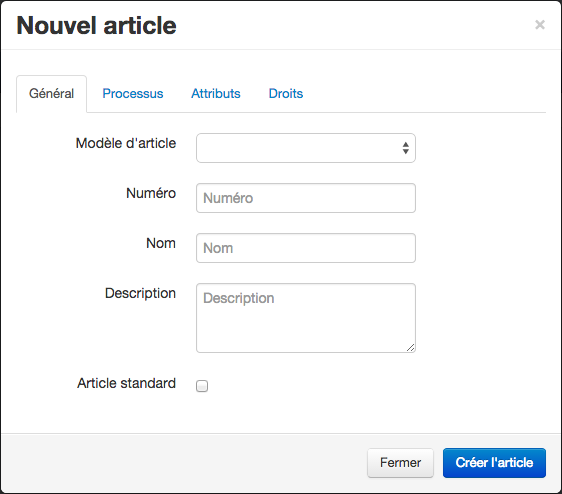 Nouvel article ×
Général Processus Attributs Droits
Modèle d'article
Numéro Numéro
Nom Nom
Description Description
Article standard
Fermer Créer l'article